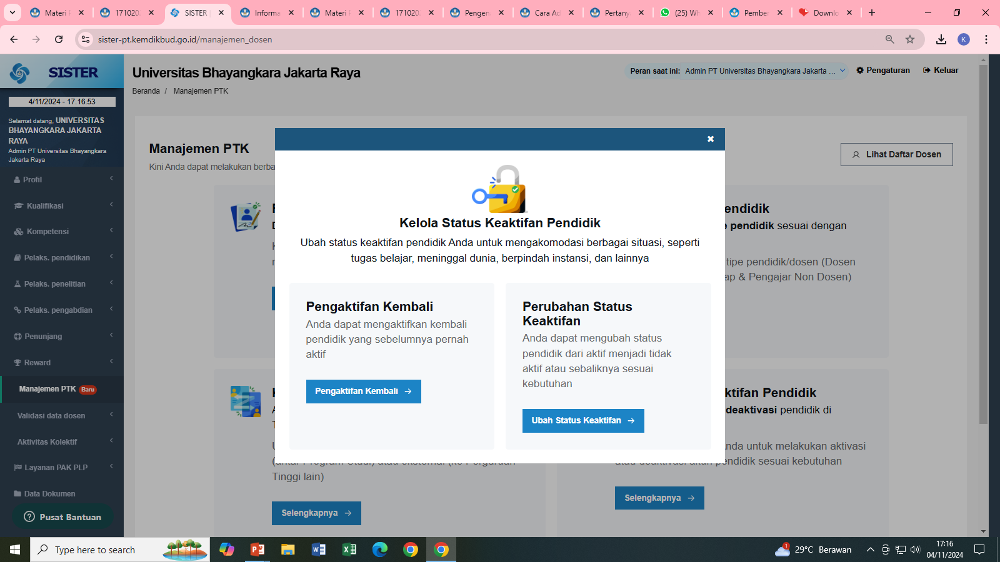 Materi
171020
SISTER
Informa
Materi
171020
Pengen
Cara Ad
Pertany
(25) Wh
Pember
Downlo
sister-pt.kemdikbud.go.id/manajemen_dosen
K
SISTER
4/11/2024 - 17.16.53
Selamat datang, UNIVERSITAS
BHAYANGKARA JAKARTA
RAYA
Admin PT Universitas Bhayangkara
Jakarta Raya
Profil
Kualifikasi
Kompetensi
Pelaks. pendidikan
Pelaks. penelitian
Pelaks. pengabdian
Penunjang
Reward
Manajemen PTK Baru
Validasi data dosen
Aktivitas Kolektif
Layanan PAK PLP
Data Dokumen
Pusat Bantuan
Universitas Bhayangkara Jakarta Raya
Beranda / Manajemen PTK
Peran saat ini: Admin PT Universitas Bhayangkara Jakarta ...
Pengaturan
Keluar
Manajemen PTK
Kini Anda dapat melakukan berba
Lihat Daftar Dosen
endidik
e pendidik sesuai dengan
tipe pendidik/dosen (Dosen
ap & Pengajar Non Dosen)
Kelola Status Keaktifan Pendidik
Ubah status keaktifan pendidik Anda untuk mengakomodasi berbagai situasi, seperti
tugas belajar, meninggal dunia, berpindah instansi, dan lainnya
Pengaktifan Kembali
Anda dapat mengaktifkan kembali
pendidik yang sebelumnya pernah
aktif
Pengaktifan Kembali
Perubahan Status
Keaktifan
Anda dapat mengubah status
pendidik dari aktif menjadi tidak
aktif atau sebaliknya sesuai
kebutuhan
Ubah Status Keaktifan
Tinggi lain)
Selengkapnya
ktifan Pendidik
deaktivasi pendidik di
nda untuk melakukan aktivasi
atau deaktivasi akun pendidik sesuai kebutuhan
Selengkapnya
Type here to search
1
29°C Berawan
17:16
04/11/2024